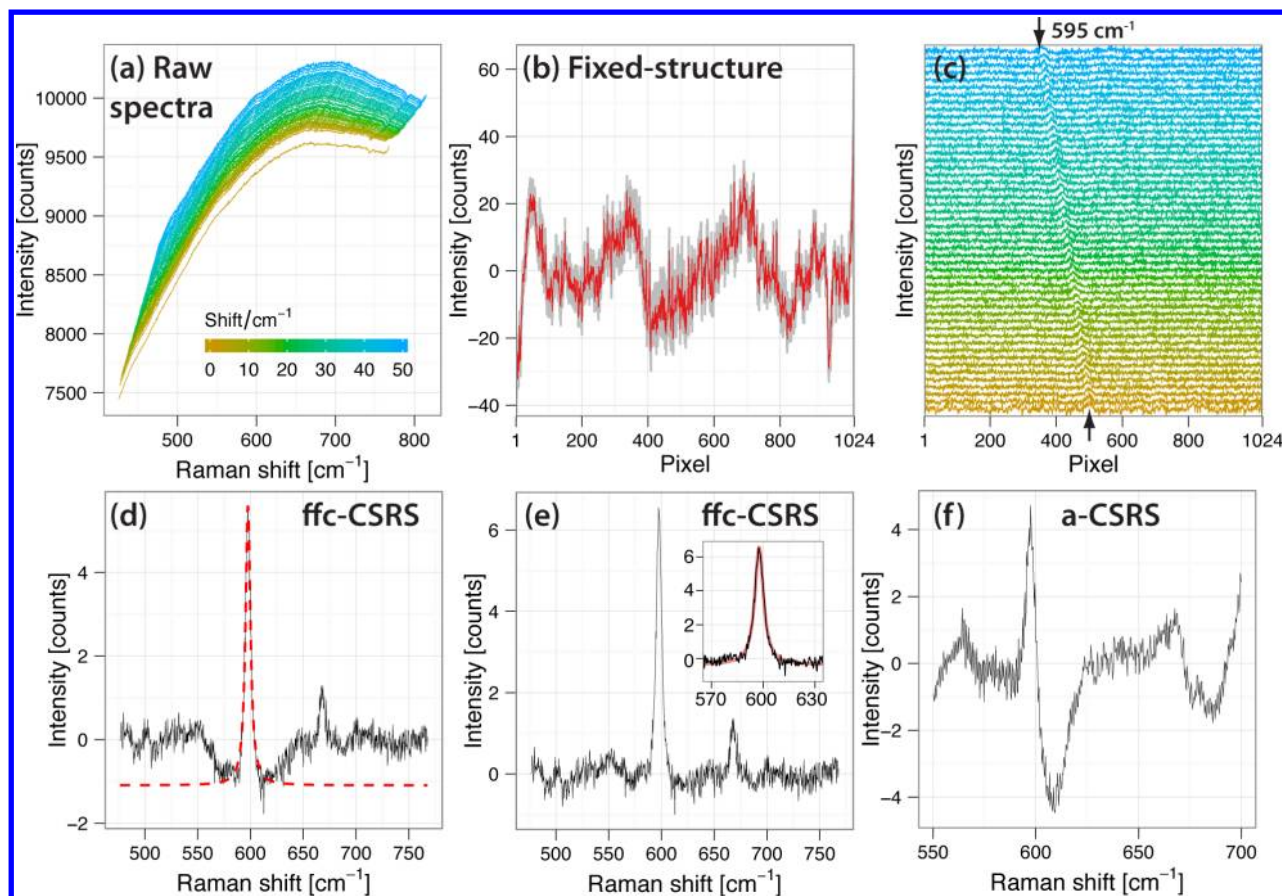 (a) Raw
spectra
Intensity [counts]
10000
9500
9000
8500
8000
7500
Shift/cm⁻¹
0 10 20 30 40 50
500 600 700 800
Raman shift [cm⁻¹]
(b) Fixed-structure
Intensity [counts]
60
40
20
0
−20
−40
1 200 400 600 800 1024
Pixel
595 cm⁻¹
(c)
Intensity [counts]
1 200 400 600 800 1024
Pixel
(d) ffc-CSRS
Intensity [counts]
4
2
0
−2
500 550 600 650 700 750
Raman shift [cm⁻¹]
(e) ffc-CSRS
Intensity [counts]
6
4
2
0
6
4
2
0
570 600 630
500 550 600 650 700 750
Raman shift [cm⁻¹]
(f) a-CSRS
Intensity [counts]
4
2
0
−2
−4
550 600 650 700
Raman shift [cm⁻¹]